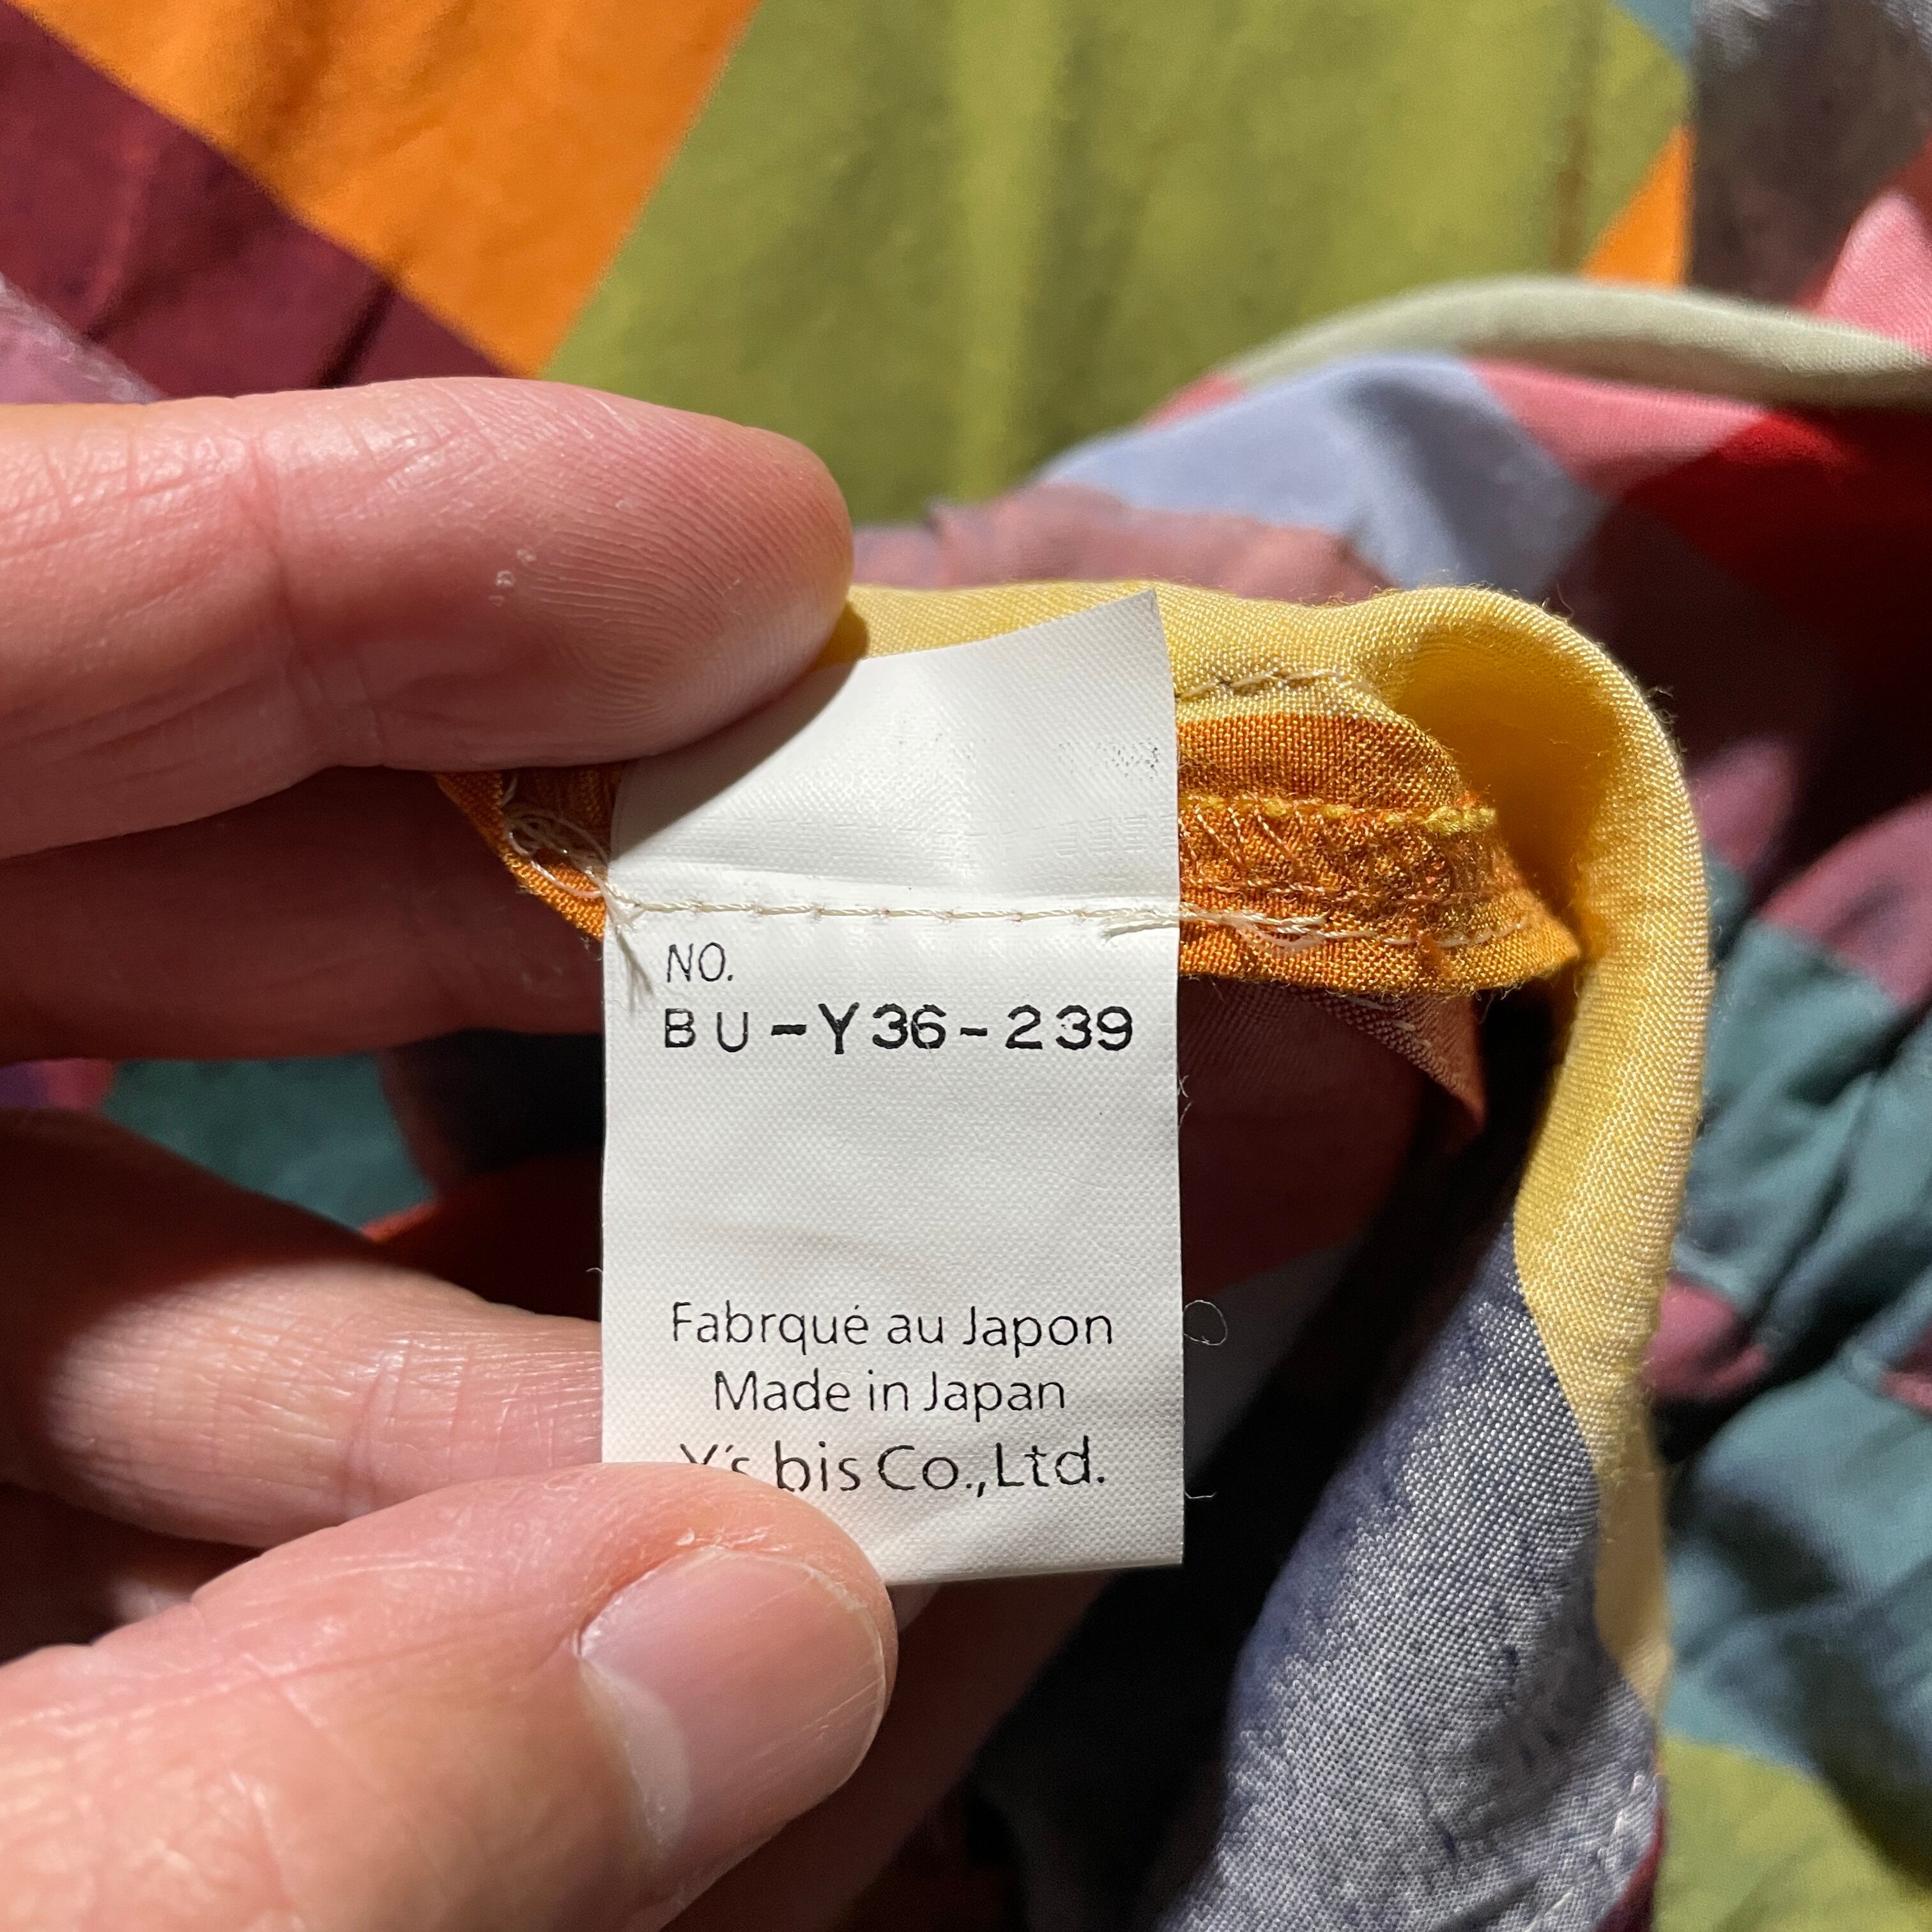 NO.
BU-Y36-239
Fabrqué au Japon
Made in Japan
Y's bis Co.,Ltd.